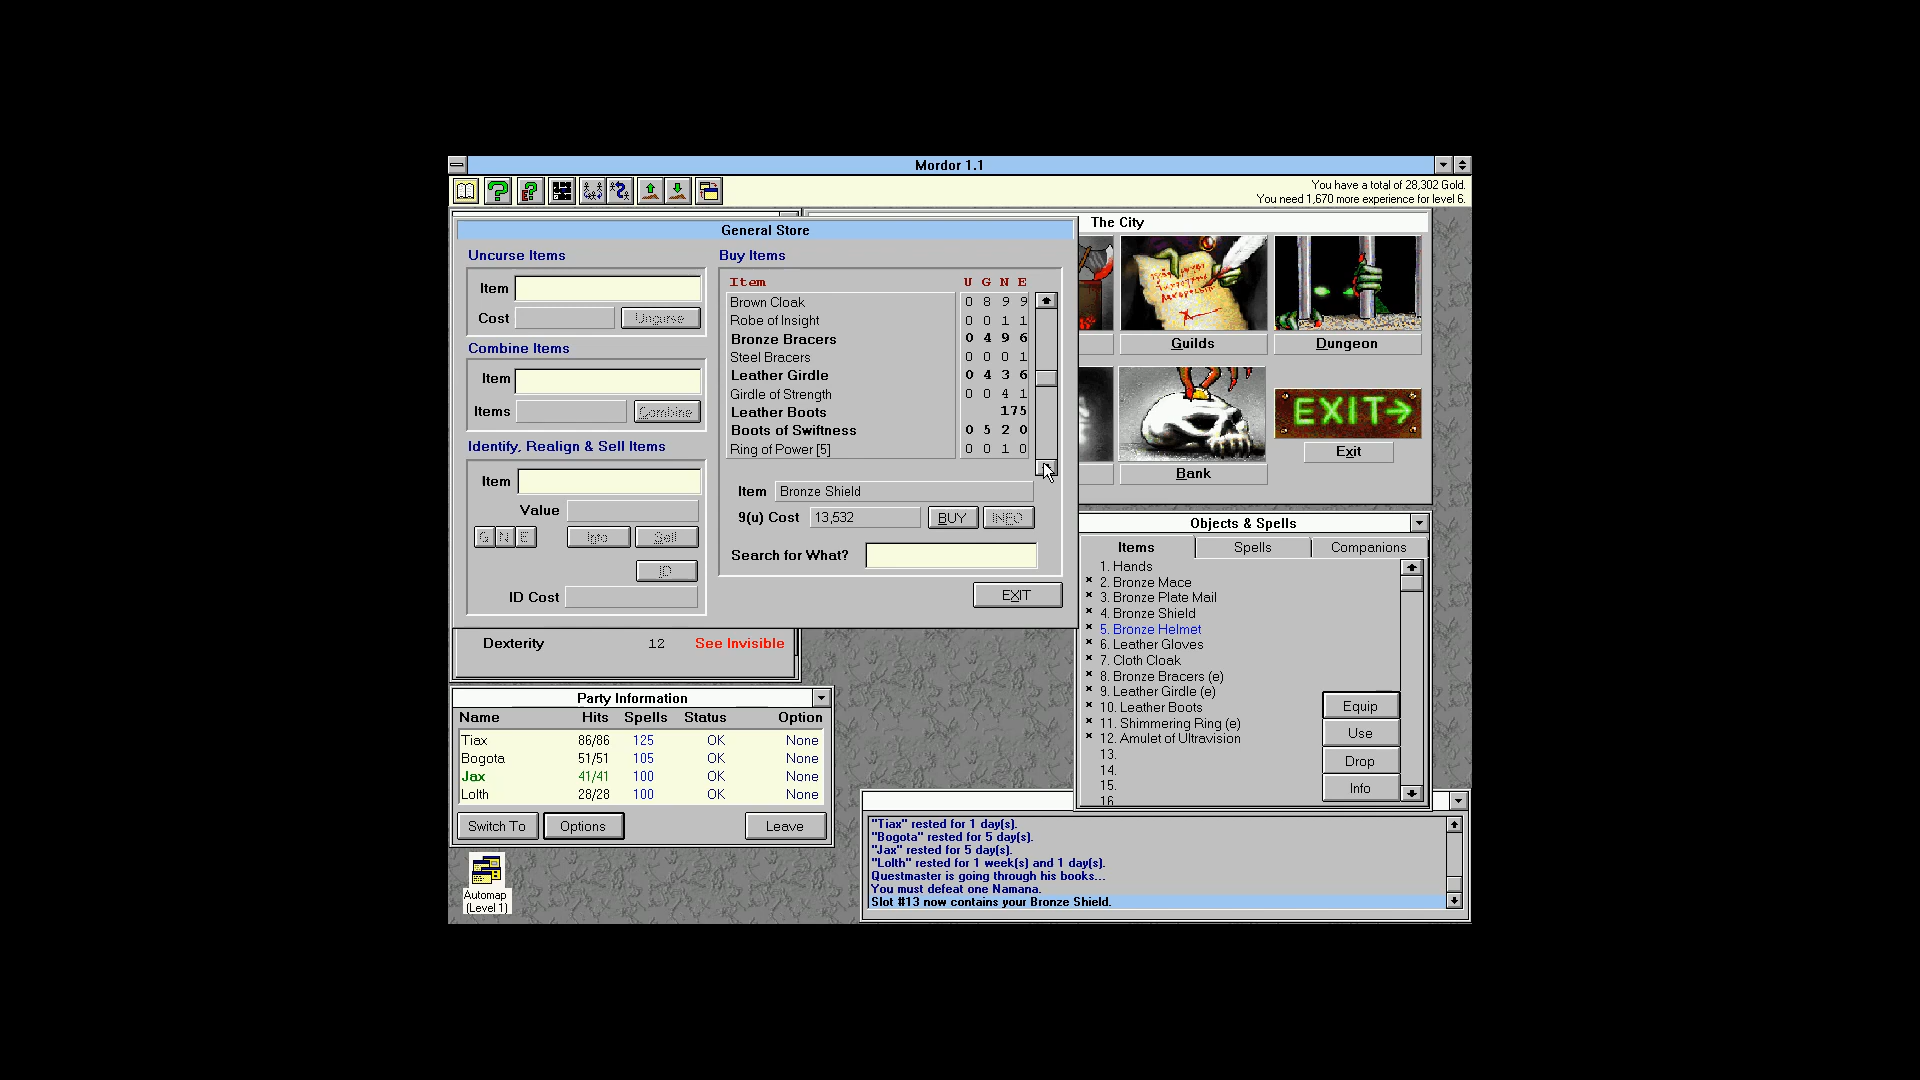 Mordor 1.1
You have a total of 28,302 Gold.
You need 1,670 more experience for level 6.
General Store
Uncurse Items
Item
Cost
Uncurse
Combine Items
Item
Items
Combine
Identify, Realign & Sell Items
Item
Value
G N E
Info
Sell
ID
ID Cost
Buy Items
Item U G N E
Brown Cloak 0 8 9 9
Robe of Insight 0 0 1 1
Bronze Bracers 0 4 9 6
Steel Bracers 0 0 0 1
Leather Girdle 0 4 3 6
Girdle of Strength 0 0 4 1
Leather Boots 175
Boots of Swiftness 0 5 2 0
Ring of Power [5] 0 0 1 0
Item Bronze Shield
9(u) Cost 13,532 BUY INFO
Search for What?
EXIT
The City
Guilds
Dungeon
Bank
EXIT→
Exit
Objects & Spells
Items Spells Companions
1. Hands
× 2. Bronze Mace
× 3. Bronze Plate Mail
× 4. Bronze Shield
× 5. Bronze Helmet
× 6. Leather Gloves
× 7. Cloth Cloak
× 8. Bronze Bracers (e)
× 9. Leather Girdle (e)
× 10. Leather Boots
× 11. Shimmering Ring (e)
× 12. Amulet of Ultravision
13.
14.
15.
16
Equip
Use
Drop
Info
Dexterity 12 See Invisible
Party Information
Name Hits Spells Status Option
Tiax 86/86 125 OK None
Bogota 51/51 105 OK None
Jax 41/41 100 OK None
Lolth 28/28 100 OK None
Switch To Options Leave
Automap
(Level 1)
"Tiax" rested for 1 day(s).
"Bogota" rested for 5 day(s).
"Jax" rested for 5 day(s).
"Lolth" rested for 1 week(s) and 1 day(s).
Questmaster is going through his books...
You must defeat one Namana.
Slot #13 now contains your Bronze Shield.